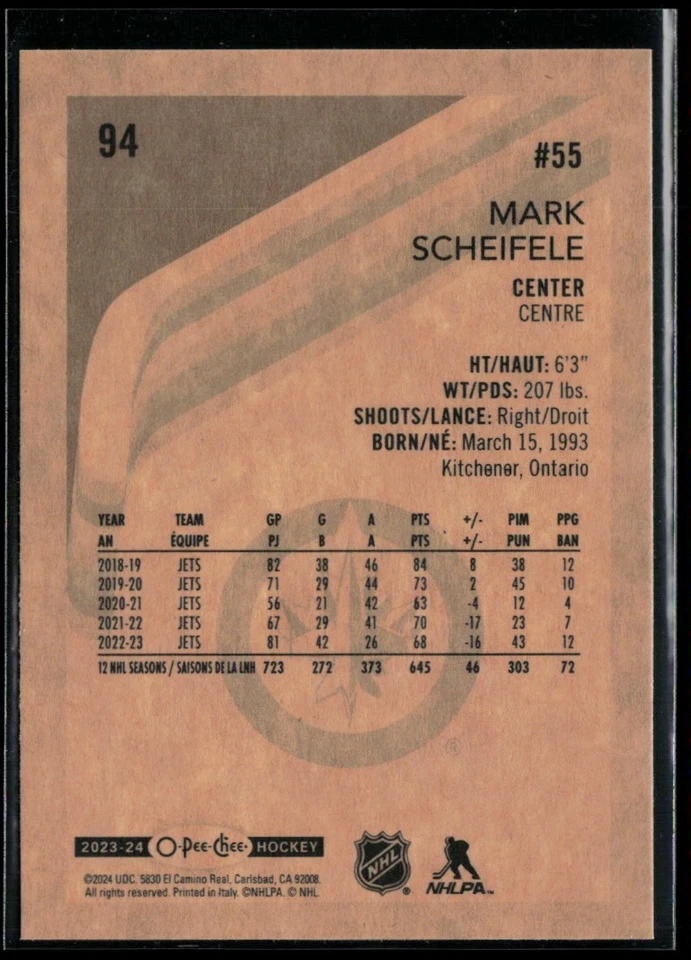 94
#55
MARK
SCHEIFELE
CENTER
CENTRE
HT/HAUT: 6'3"
WT/PDS: 207 lbs.
SHOOTS/LANCE: Right/Droit
BORN/NÉ: March 15, 1993
Kitchener, Ontario
YEAR TEAM GP G A PTS +/- PIM PPG
AN ÉQUIPE PJ B A PTS +/- PUN BAN
2018-19 JETS 82 38 46 84 8 38 12
2019-20 JETS 71 29 44 73 2 45 10
2020-21 JETS 56 21 42 63 -4 12 4
2021-22 JETS 67 29 41 70 -17 23 7
2022-23 JETS 81 42 26 68 -16 43 12
12 NHL SEASONS / SAISONS DE LA LNH 723 272 373 645 46 303 72
®
2023-24 O-Pee-Chee HOCKEY
NHL ®
NHLPA™
©2024 UDC. 5830 El Camino Real, Carlsbad, CA 92008.
All rights reserved. Printed in Italy. ©NHLPA. © NHL.